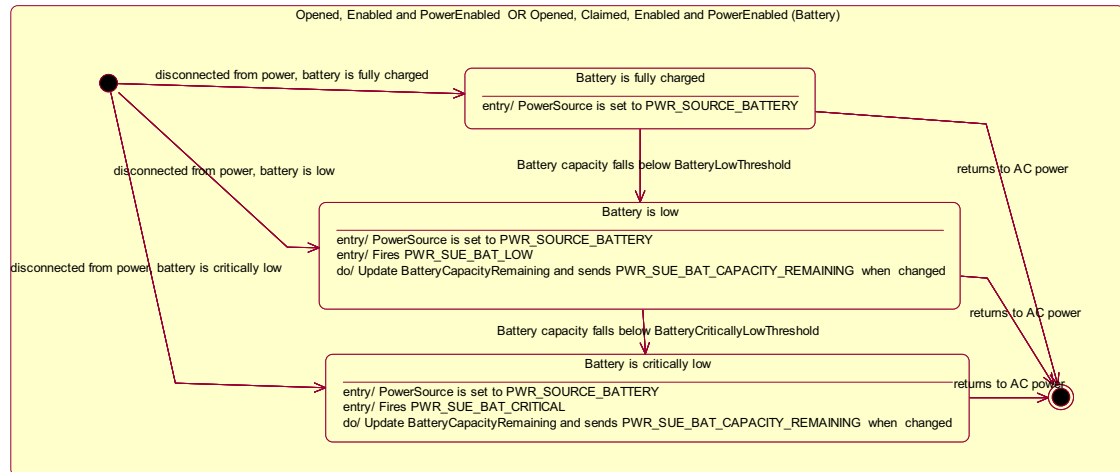 Opened, Enabled and PowerEnabled  OR Opened, Claimed, Enabled and PowerEnabled (Battery)
disconnected from power, battery is fully charged
Battery is fully charged
entry/ PowerSource is set to PWR_SOURCE_BATTERY
Battery capacity falls below BatteryLowThreshold
returns to AC power
disconnected from power, battery is low
Battery is low
entry/ PowerSource is set to PWR_SOURCE_BATTERY
entry/ Fires PWR_SUE_BAT_LOW
do/ Update BatteryCapacityRemaining and sends PWR_SUE_BAT_CAPACITY_REMAINING  when  changed
disconnected from power, battery is critically low
returns to AC power
Battery capacity falls below BatteryCriticallyLowThreshold
Battery is critically low
entry/ PowerSource is set to PWR_SOURCE_BATTERY
entry/ Fires PWR_SUE_BAT_CRITICAL
do/ Update BatteryCapacityRemaining and sends PWR_SUE_BAT_CAPACITY_REMAINING  when  changed
returns to AC power